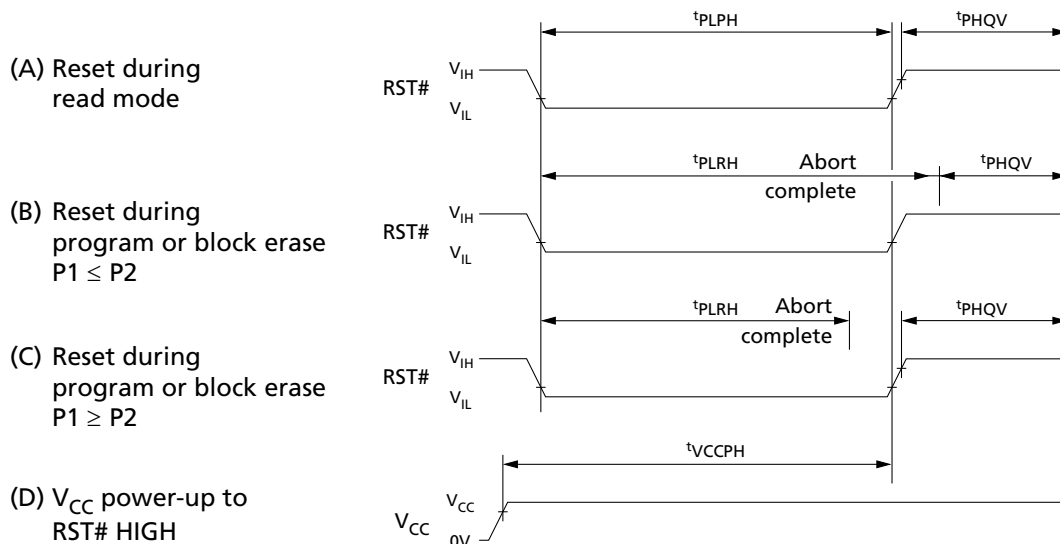 tPLPH
tPHQV
(A) Reset during
read mode
RST#
VIH
VIL
tPLRH
Abort
complete
tPHQV
(B) Reset during
program or block erase
P1 ≤ P2
RST#
VIH
VIL
tPLRH
Abort
complete
tPHQV
(C) Reset during
program or block erase
P1 ≥ P2
RST#
VIH
VIL
tVCCPH
(D) VCC power-up to
RST# HIGH
VCC
VCC
0V